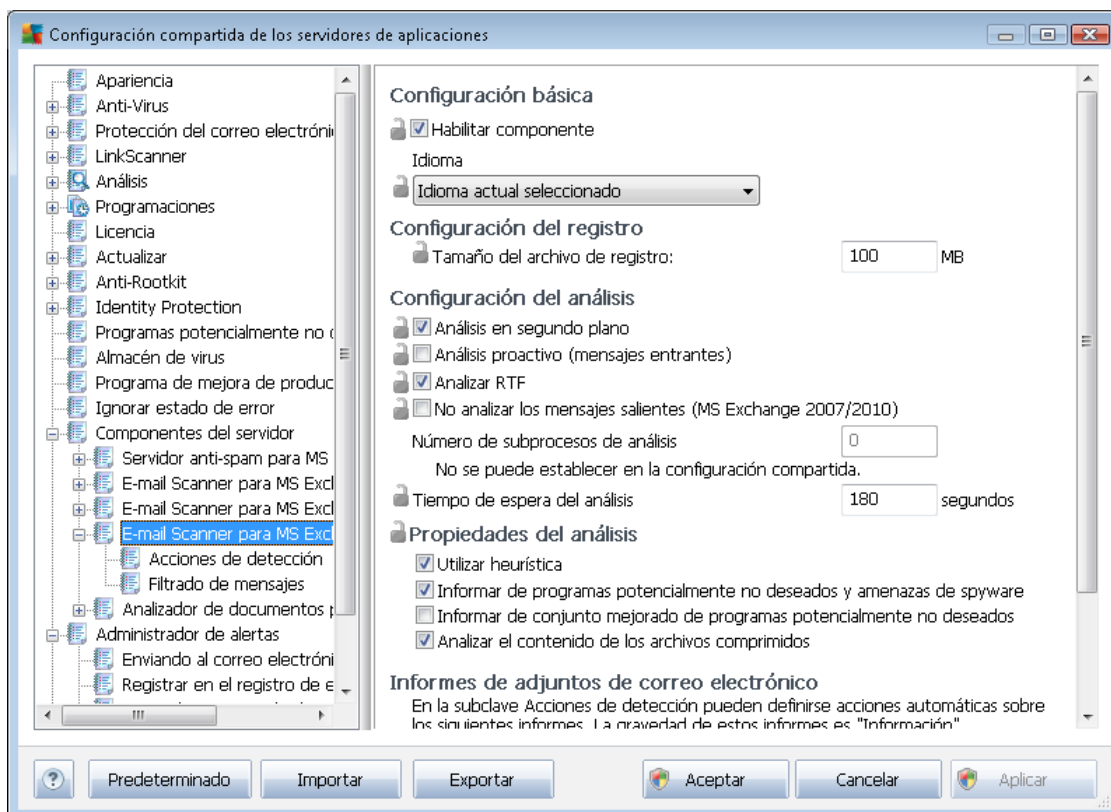 Configuración compartida de los servidores de aplicaciones
Apariencia
Anti-Virus
Protección del correo electróni
LinkScanner
Análisis
Programaciones
Licencia
Actualizar
Anti-Rootkit
Identity Protection
Programas potencialmente no
Almacén de virus
Programa de mejora de produc
Ignorar estado de error
Componentes del servidor
Servidor anti-spam para MS
E-mail Scanner para MS Excl
E-mail Scanner para MS Excl
E-mail Scanner para MS Excl
Acciones de detección
Filtrado de mensajes
Analizador de documentos
Administrador de alertas
Enviando al correo electróni
Registrar en el registro de e
Configuración básica
Habilitar componente
Idioma
Idioma actual seleccionado
Configuración del registro
Tamaño del archivo de registro: 100 MB
Configuración del análisis
Análisis en segundo plano
Análisis proactivo (mensajes entrantes)
Analizar RTF
No analizar los mensajes salientes (MS Exchange 2007/2010)
Número de subprocesos de análisis 0
No se puede establecer en la configuración compartida.
Tiempo de espera del análisis 180 segundos
Propiedades del análisis
Utilizar heurística
Informar de programas potencialmente no deseados y amenazas de spyware
Informar de conjunto mejorado de programas potencialmente no deseados
Analizar el contenido de los archivos comprimidos
Informes de adjuntos de correo electrónico
En la subclave Acciones de detección pueden definirse acciones automáticas sobre
los siguientes informes. La gravedad de estos informes es "Información"
? Predeterminado Importar Exportar Aceptar Cancelar Aplicar